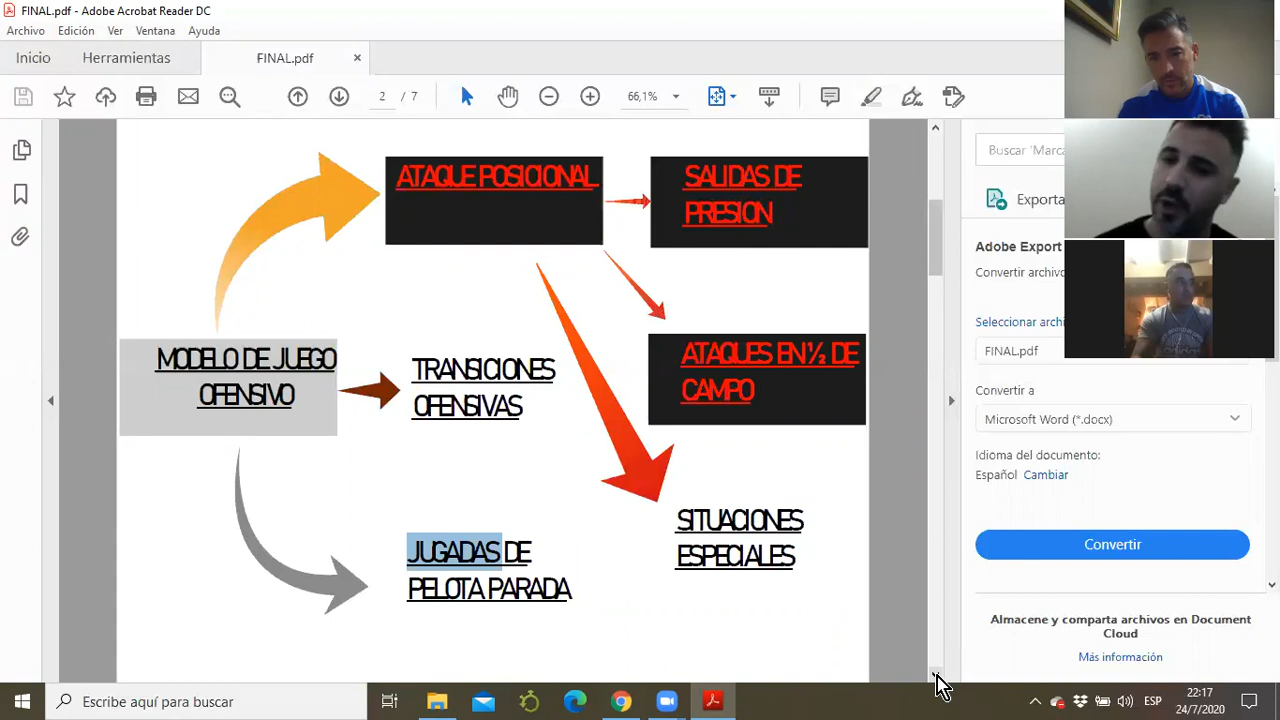 FINAL.pdf - Adobe Acrobat Reader DC
Archivo Edición Ver Ventana Ayuda
Inicio Herramientas FINAL.pdf ×
2 / 7 66,1%
ATAQUE POSICIONAL
SALIDAS DE
PRESION
MODELO DE JUEGO
OFENSIVO
TRANSICIONES
OFENSIVAS
ATAQUES EN ½ DE
CAMPO
JUGADAS DE
PELOTA PARADA
SITUACIONES
ESPECIALES
Buscar 'Marca
Exporta
Adobe Export
Convertir archivo
Seleccionar archi
FINAL.pdf
Convertir a
Microsoft Word (*.docx)
Idioma del documento:
Español Cambiar
Convertir
Almacene y comparta archivos en Document
Cloud
Más información
Escribe aquí para buscar
ESP
22:17
24/7/2020